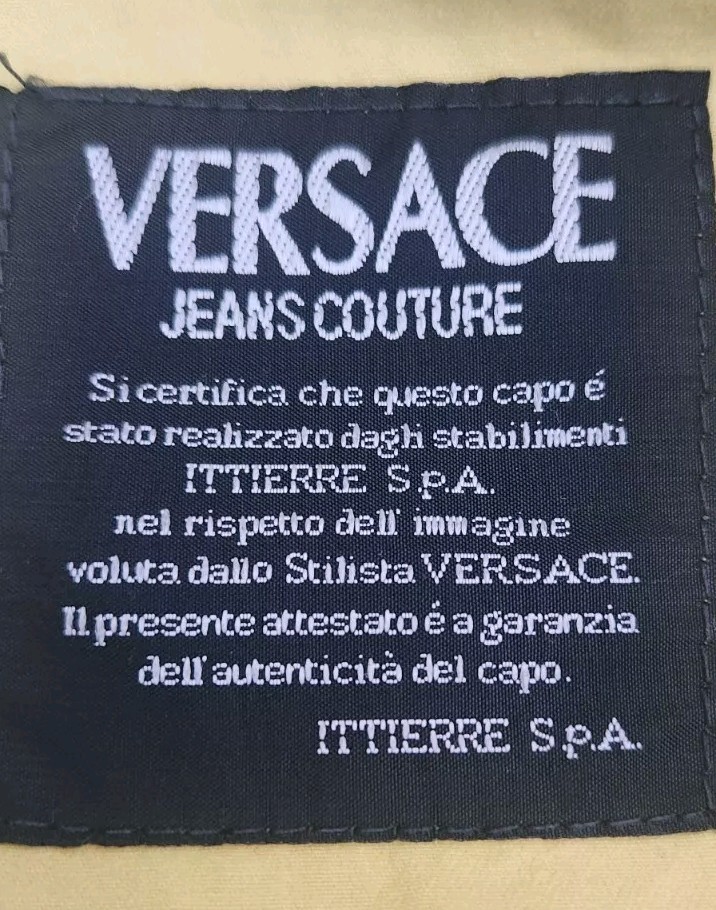 VERSACE
JEANS COUTURE
Si certifica che questo capo é
stato realizzato dagli stabilimenti
ITTIERRE S.p.A.
nel rispetto dell' immagine
voluta dallo Stilista VERSACE.
Il presente attestato é a garanzia
dell'autenticità del capo.
ITTIERRE S.p.A.